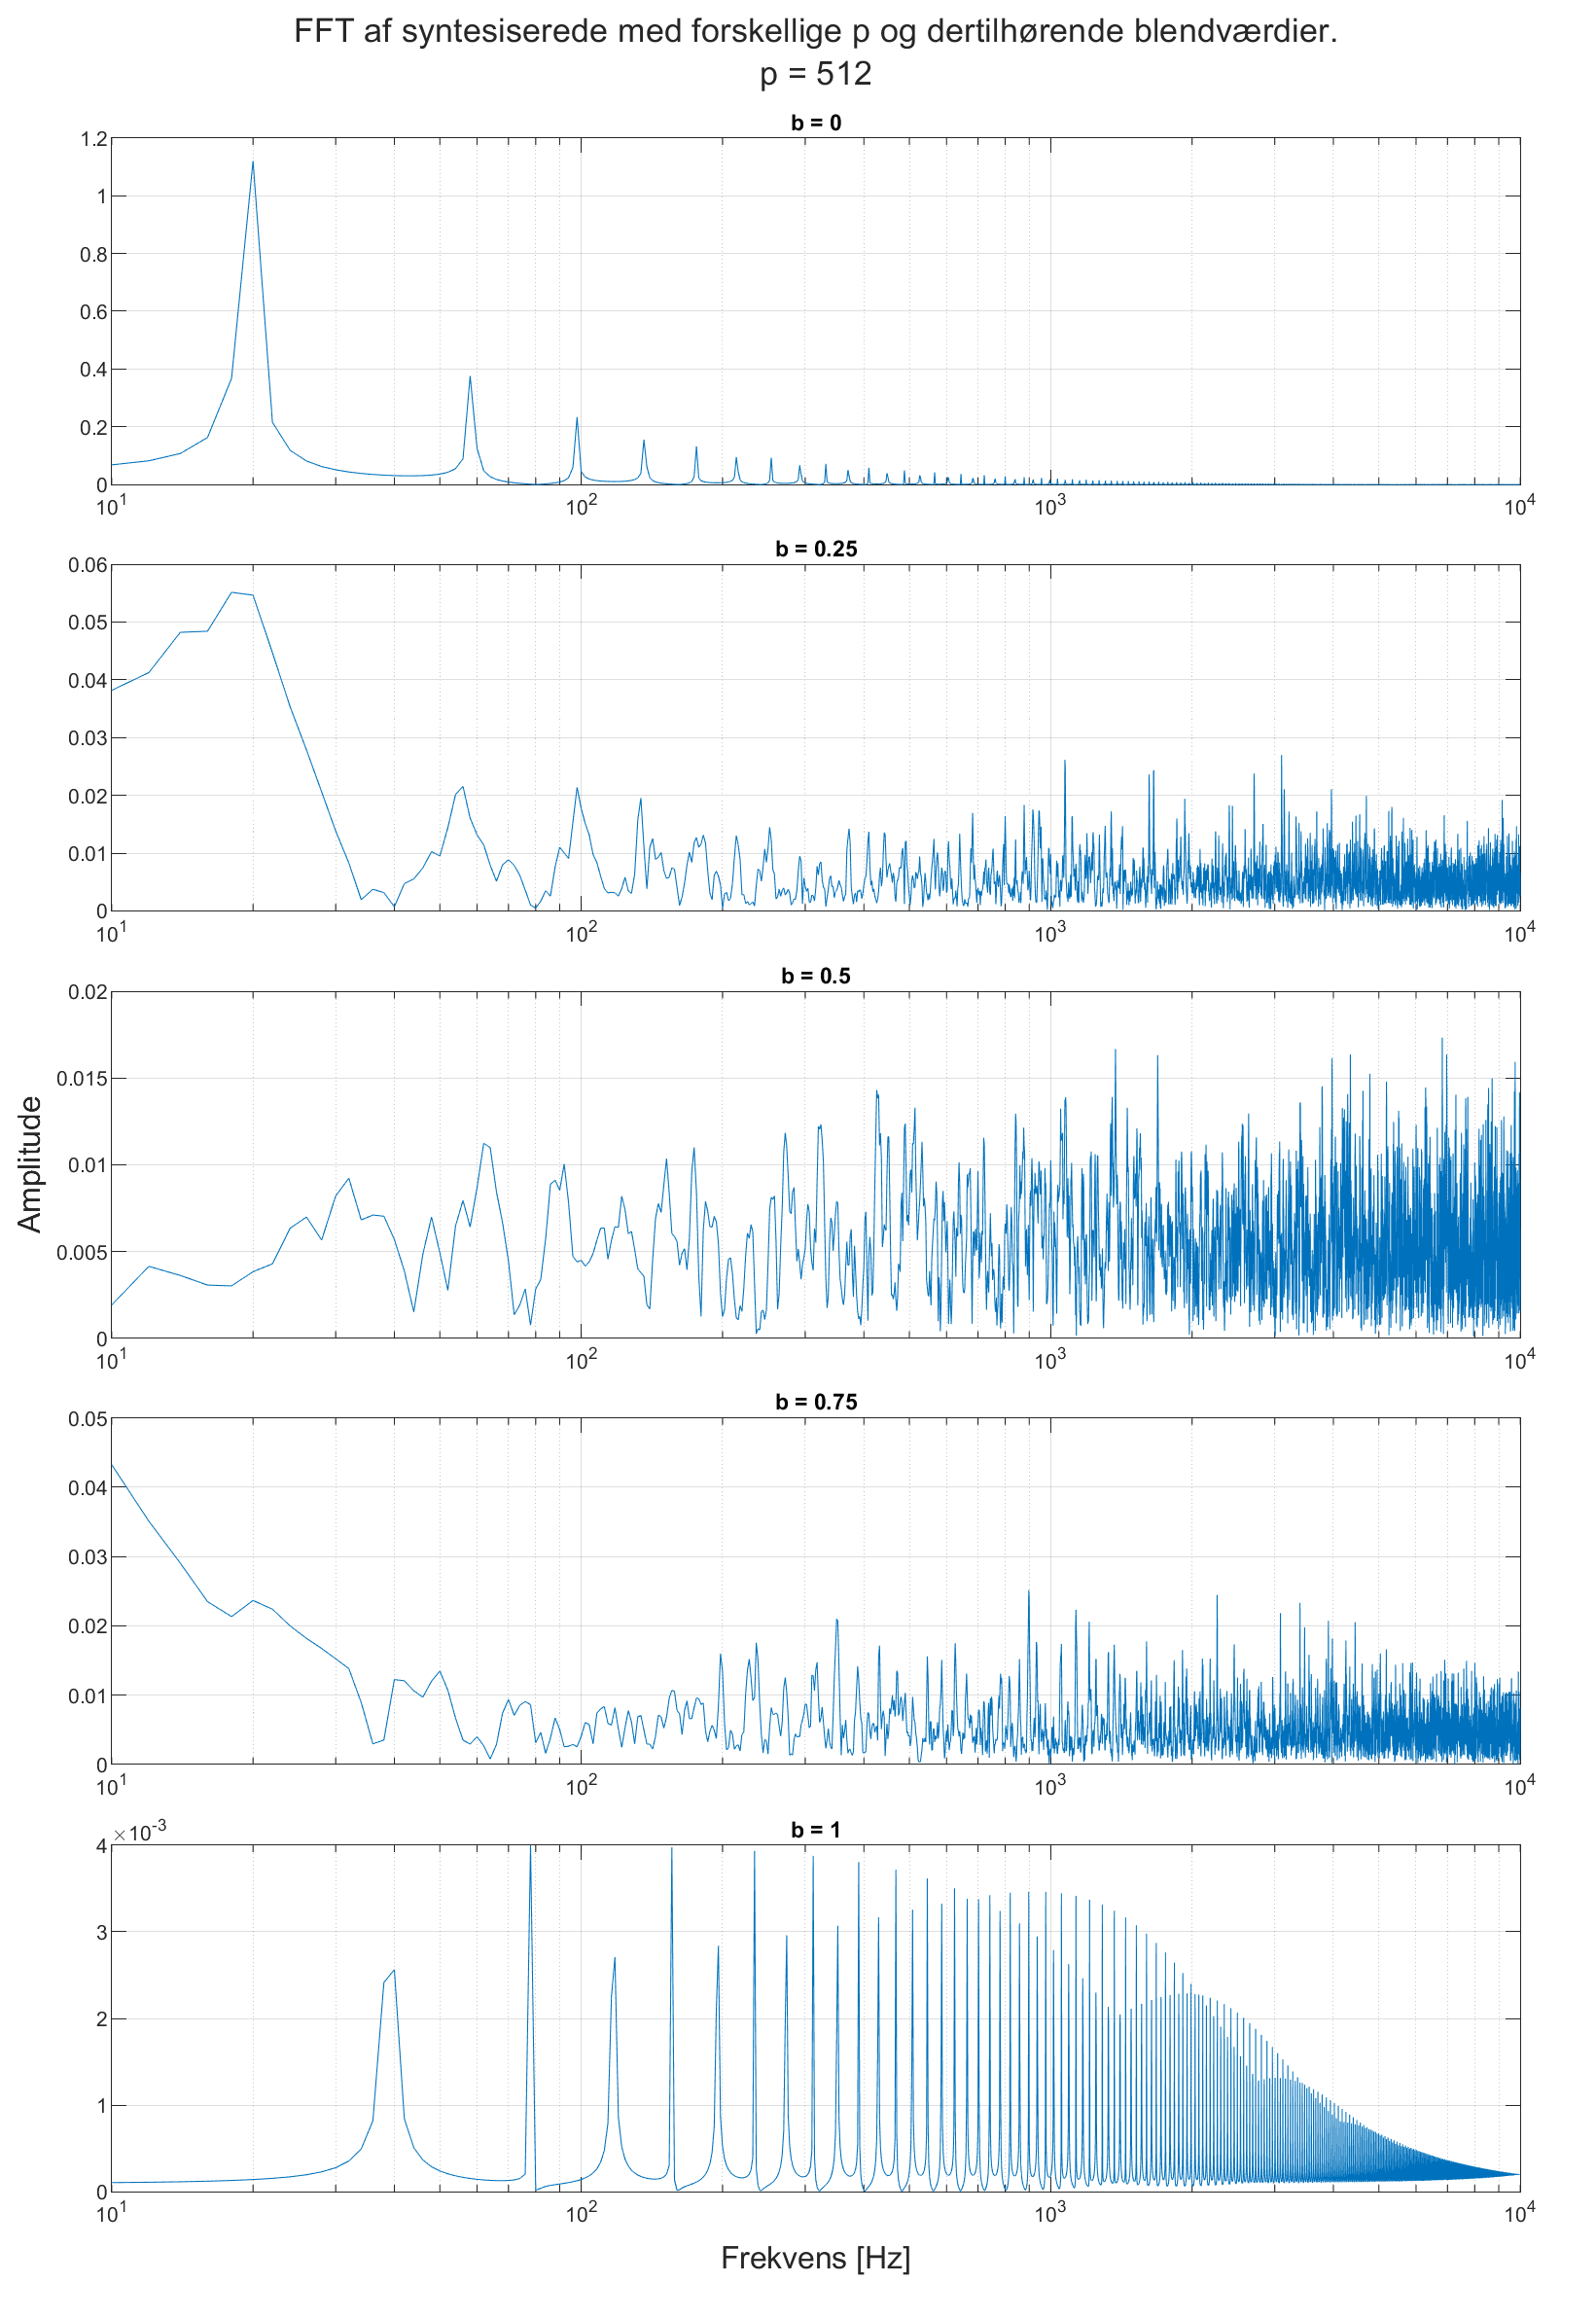 FFT af syntesiserede med forskellige p og dertilhørende blendværdier.
p = 512
b = 0
1.2
1
0.8
0.6
0.4
0.2
0
10^1 10^2 10^3 10^4
b = 0.25
0.06
0.05
0.04
0.03
0.02
0.01
0
10^1 10^2 10^3 10^4
b = 0.5
0.02
0.015
0.01
0.005
0
10^1 10^2 10^3 10^4
Amplitude
b = 0.75
0.05
0.04
0.03
0.02
0.01
0
10^1 10^2 10^3 10^4
b = 1
×10^-3
4
3
2
1
0
10^1 10^2 10^3 10^4
Frekvens [Hz]